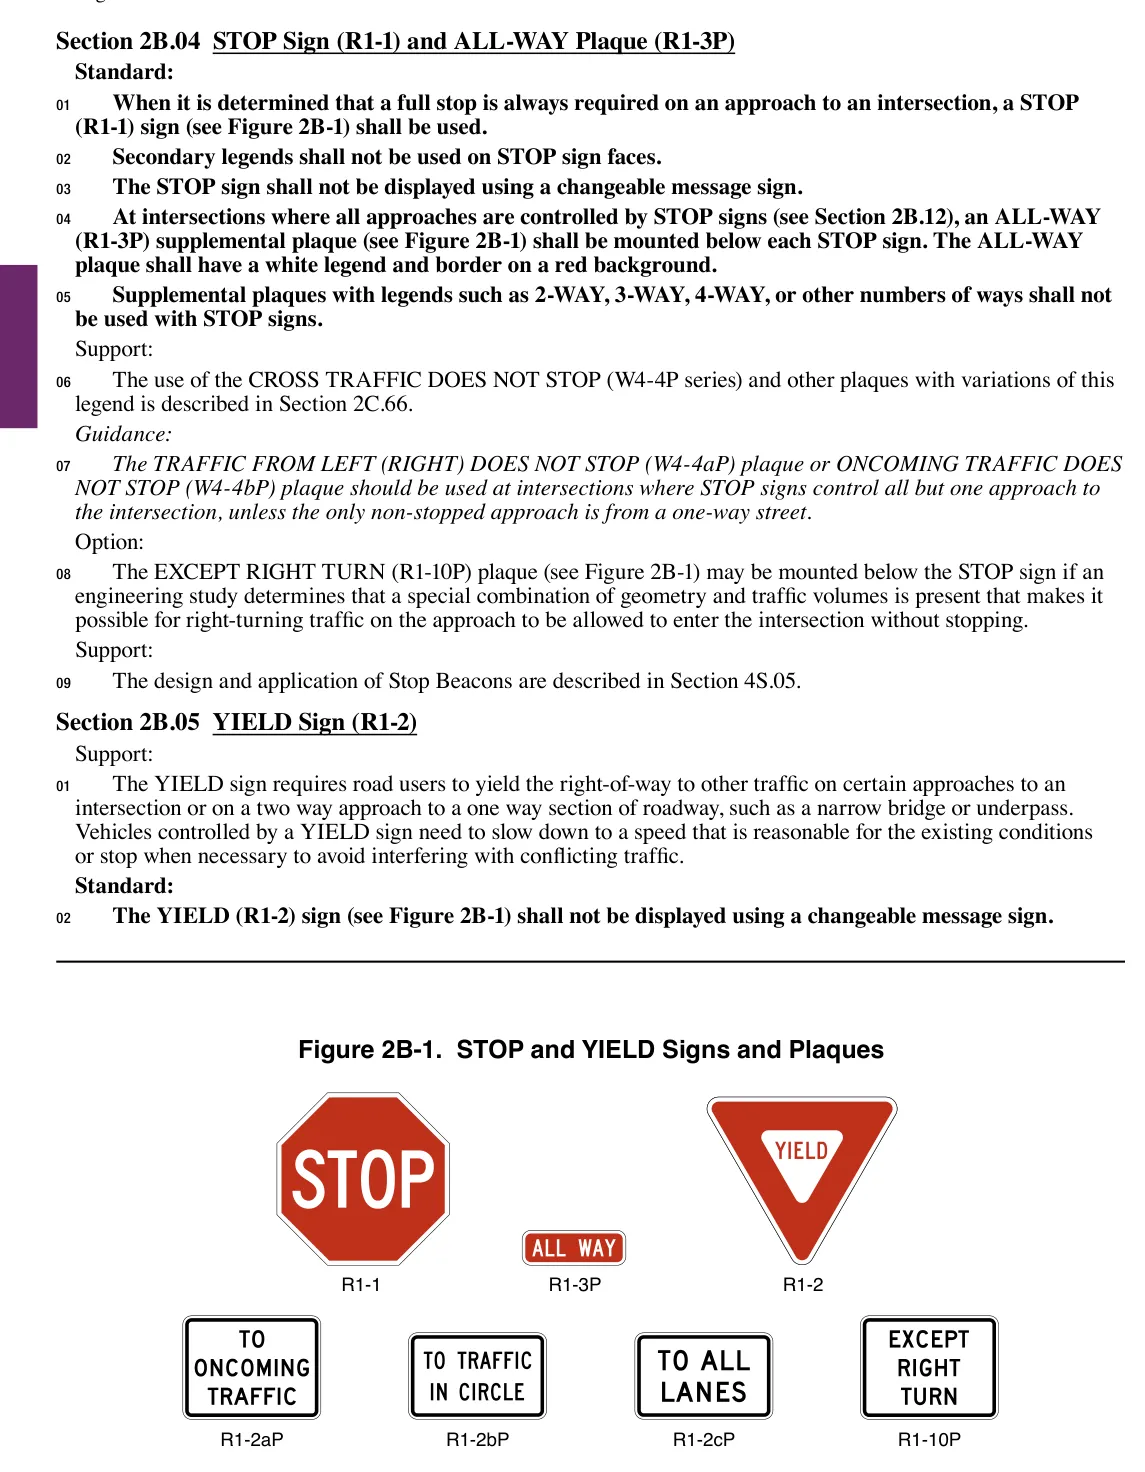 Section 2B.04 STOP Sign (R1-1) and ALL-WAY Plaque (R1-3P)
Standard:
01 When it is determined that a full stop is always required on an approach to an intersection, a STOP
(R1-1) sign (see Figure 2B-1) shall be used.
02 Secondary legends shall not be used on STOP sign faces.
03 The STOP sign shall not be displayed using a changeable message sign.
04 At intersections where all approaches are controlled by STOP signs (see Section 2B.12), an ALL-WAY
(R1-3P) supplemental plaque (see Figure 2B-1) shall be mounted below each STOP sign. The ALL-WAY
plaque shall have a white legend and border on a red background.
05 Supplemental plaques with legends such as 2-WAY, 3-WAY, 4-WAY, or other numbers of ways shall not
be used with STOP signs.
Support:
06 The use of the CROSS TRAFFIC DOES NOT STOP (W4-4P series) and other plaques with variations of this
legend is described in Section 2C.66.
Guidance:
07 The TRAFFIC FROM LEFT (RIGHT) DOES NOT STOP (W4-4aP) plaque or ONCOMING TRAFFIC DOES
NOT STOP (W4-4bP) plaque should be used at intersections where STOP signs control all but one approach to
the intersection, unless the only non-stopped approach is from a one-way street.
Option:
08 The EXCEPT RIGHT TURN (R1-10P) plaque (see Figure 2B-1) may be mounted below the STOP sign if an
engineering study determines that a special combination of geometry and traffic volumes is present that makes it
possible for right-turning traffic on the approach to be allowed to enter the intersection without stopping.
Support:
09 The design and application of Stop Beacons are described in Section 4S.05.
Section 2B.05 YIELD Sign (R1-2)
Support:
01 The YIELD sign requires road users to yield the right-of-way to other traffic on certain approaches to an
intersection or on a two way approach to a one way section of roadway, such as a narrow bridge or underpass.
Vehicles controlled by a YIELD sign need to slow down to a speed that is reasonable for the existing conditions
or stop when necessary to avoid interfering with conflicting traffic.
Standard:
02 The YIELD (R1-2) sign (see Figure 2B-1) shall not be displayed using a changeable message sign.
Figure 2B-1. STOP and YIELD Signs and Plaques
STOP
YIELD
ALL WAY
R1-1
R1-3P
R1-2
TO
ONCOMING
TRAFFIC
TO TRAFFIC
IN CIRCLE
TO ALL
LANES
EXCEPT
RIGHT
TURN
R1-2aP
R1-2bP
R1-2cP
R1-10P